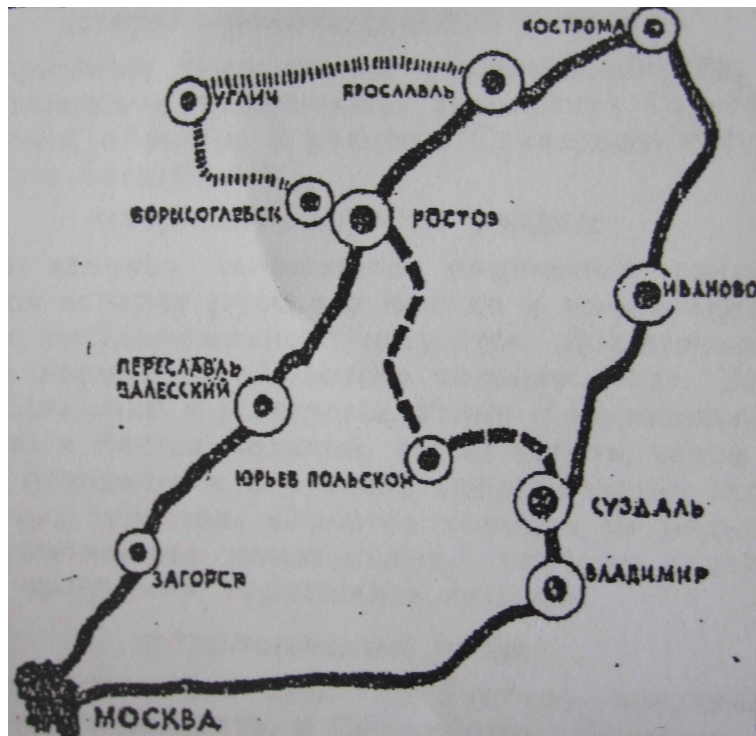 КОСТРОМА
УГЛИЧ
ЯРОСЛАВЛЬ
БОРИСОГЛЕБСК
РОСТОВ
ИВАНОВО
ПЕРЕСЛАВЛЬ
ЗАЛЕССКИЙ
ЮРЬЕВ ПОЛЬСКОЙ
СУЗДАЛЬ
ЗАГОРСК
ВЛАДИМИР
МОСКВА